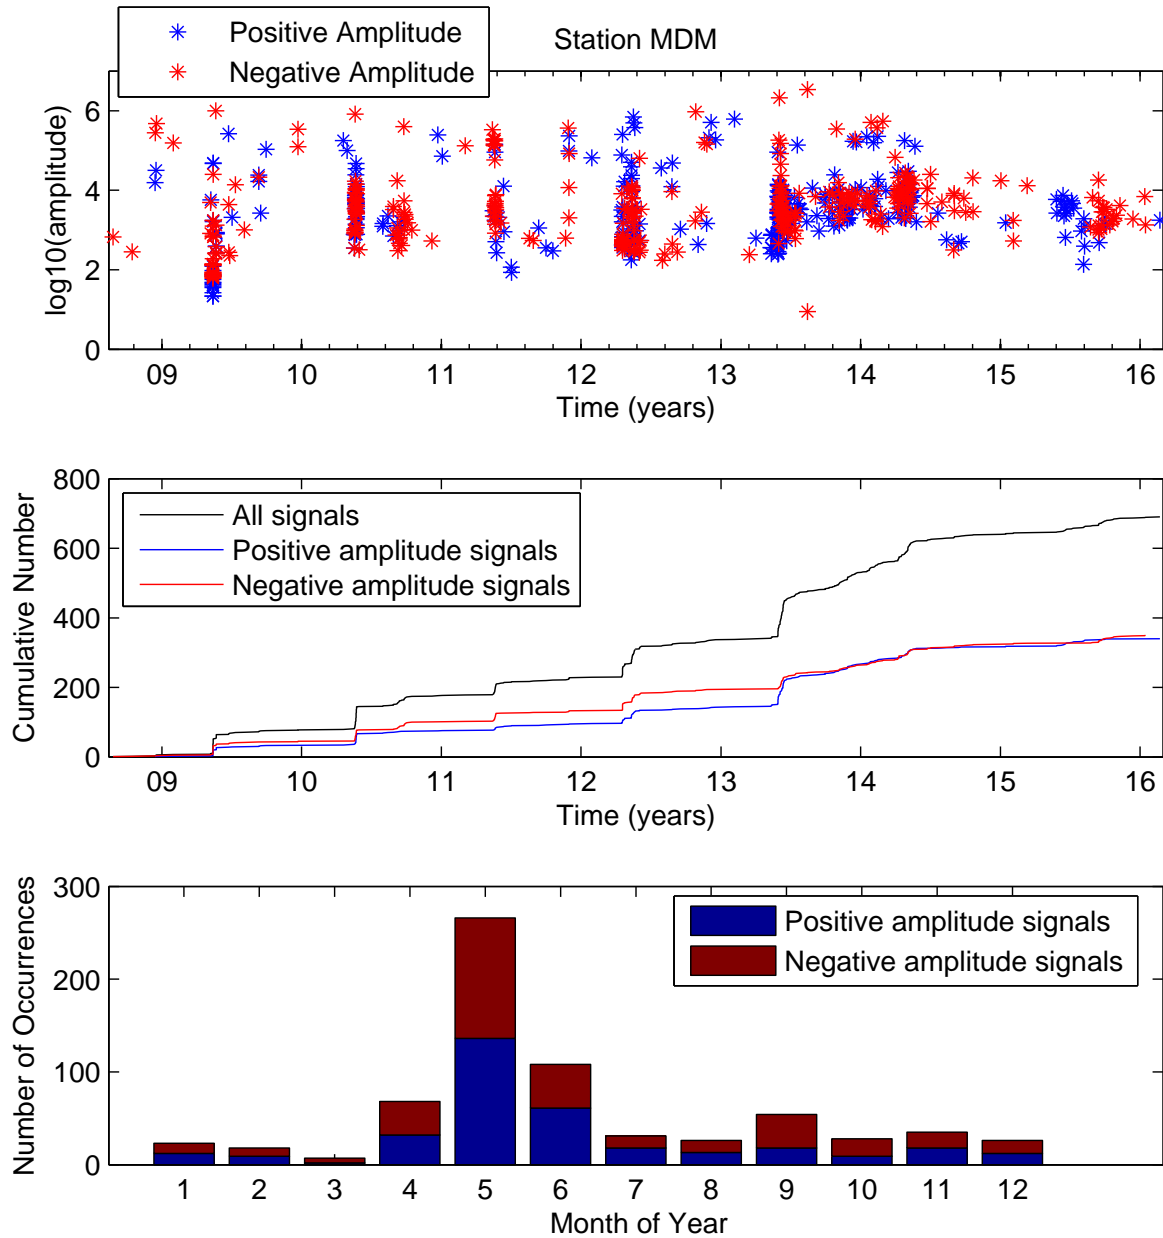 Positive Amplitude
Negative Amplitude
Station MDM
log10(amplitude)
6
4
2
0
09 10 11 12 13 14 15 16
Time (years)
Cumulative Number
800
600
400
200
0
All signals
Positive amplitude signals
Negative amplitude signals
09 10 11 12 13 14 15 16
Time (years)
Number of Occurrences
300
200
100
0
Positive amplitude signals
Negative amplitude signals
1 2 3 4 5 6 7 8 9 10 11 12
Month of Year